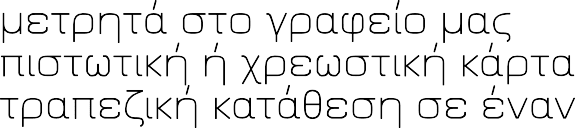 μετρητά στο γραφείο μας
πιστωτική ή χρεωστική κάρτα
τραπεζική κατάθεση σε έναν